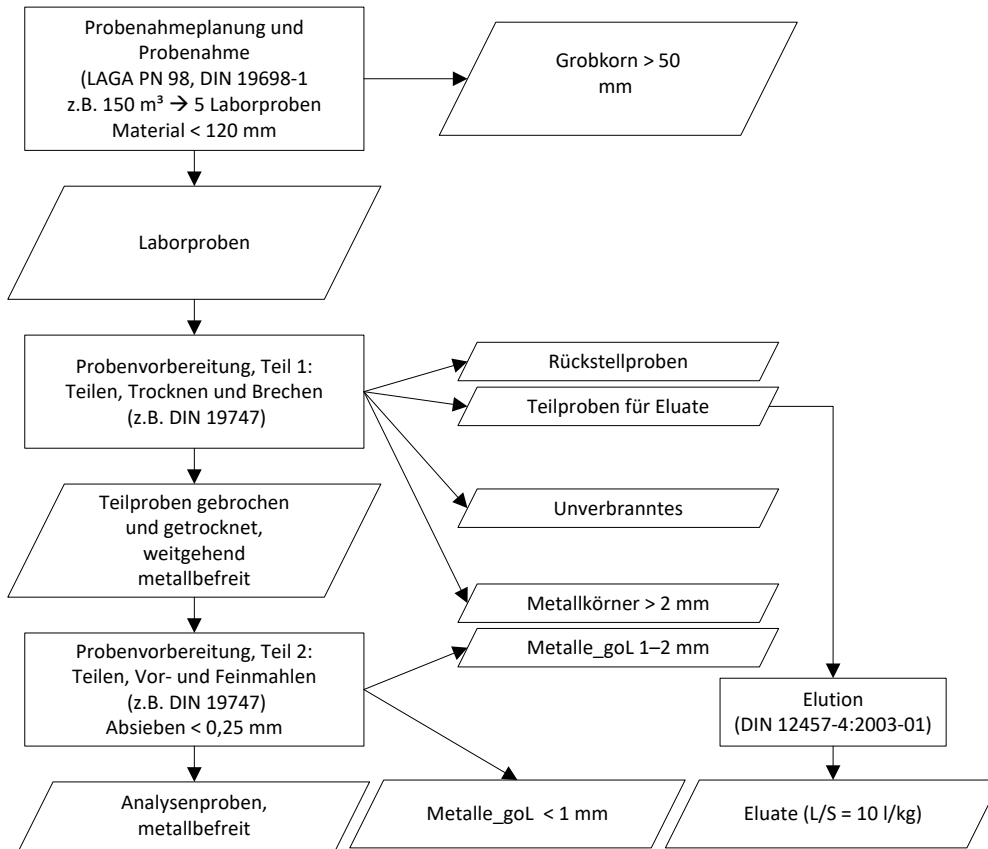 Probenahmeplanung und
Probenahme
(LAGA PN 98, DIN 19698-1
z.B. 150 m³ → 5 Laborproben
Material < 120 mm
Grobkorn > 50
mm
Laborproben
Probenvorbereitung, Teil 1:
Teilen, Trocknen und Brechen
(z.B. DIN 19747)
Rückstellproben
Teilproben für Eluate
Unverbranntes
Metallkörner > 2 mm
Teilproben gebrochen
und getrocknet,
weitgehend
metallbefreit
Probenvorbereitung, Teil 2:
Teilen, Vor- und Feinmahlen
(z.B. DIN 19747)
Absieben < 0,25 mm
Metalle_goL 1–2 mm
Elution
(DIN 12457-4:2003-01)
Analysenproben,
metallbefreit
Metalle_goL < 1 mm
Eluate (L/S = 10 l/kg)